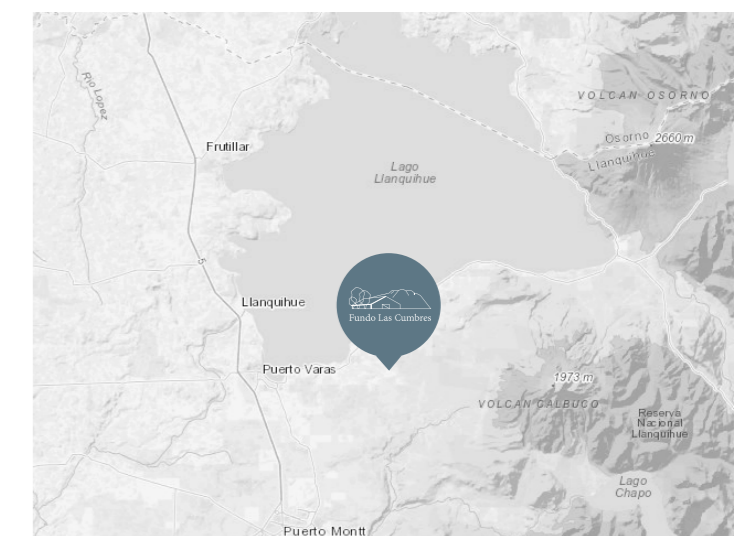 Rio Lopez
VOLCAN OSORNO
Osorno
2660 m
Llanquihue
Frutillar
Lago
Llanquihue
5
Llanquihue
Fundo Las Cumbres
Puerto Varas
1973 m
VOLCAN CALBUCO
Reserva
Nacional
Llanquihue
Lago
Chapo
Puerto Montt